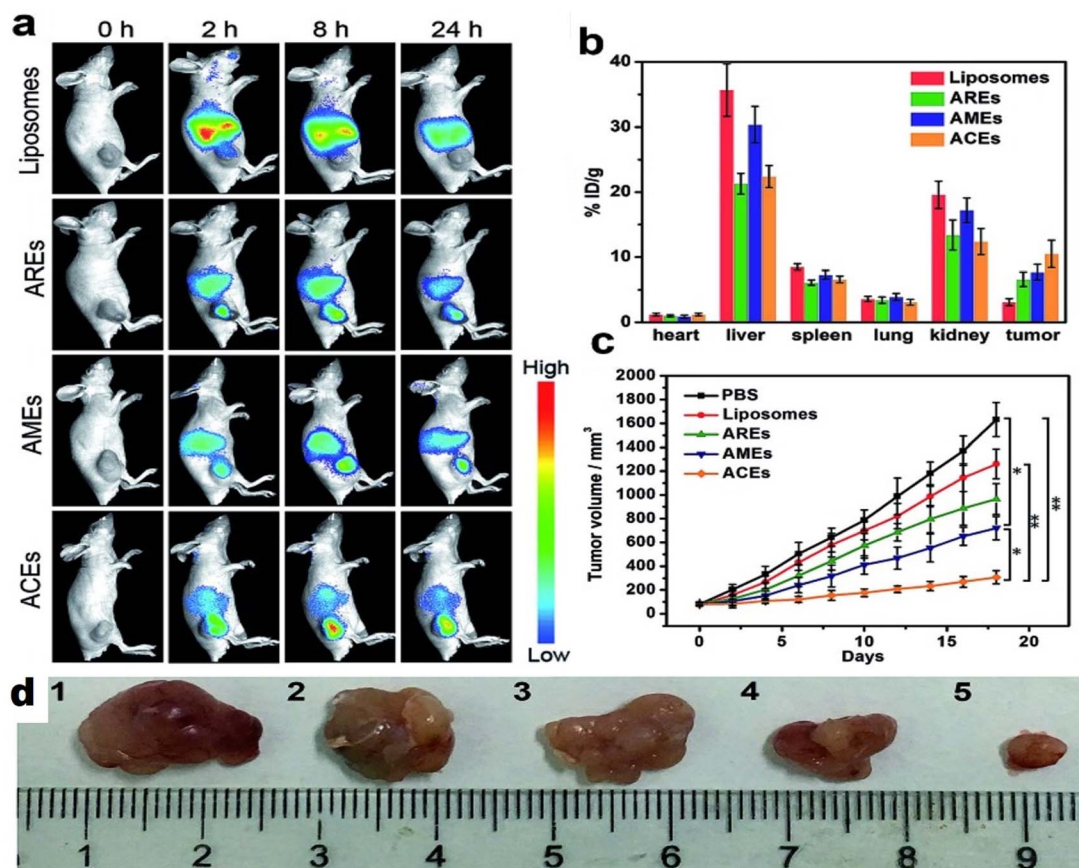 a
0 h 2 h 8 h 24 h
Liposomes
AREs
AMEs
ACEs
High
Low
b
% ID/g
40
30
20
10
0
Liposomes
AREs
AMEs
ACEs
heart liver spleen lung kidney tumor
c
Tumor volume / mm³
2000
1800
1600
1400
1200
1000
800
600
400
200
0
PBS
Liposomes
AREs
AMEs
ACEs
*
**
**
*
0 5 10 15 20
Days
d
1 2 3 4 5
1 2 3 4 5 6 7 8 9